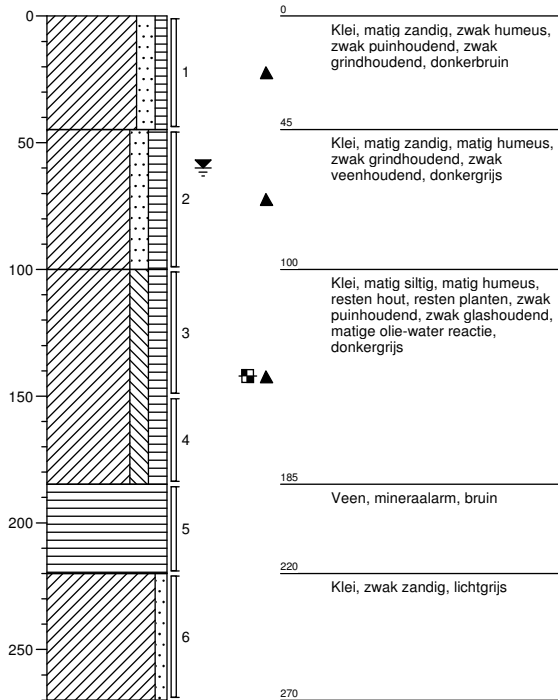 0
50
100
150
200
250
1
2
3
4
5
6
0
Klei, matig zandig, zwak humeus,
zwak puinhoudend, zwak
grindhoudend, donkerbruin
45
Klei, matig zandig, matig humeus,
zwak grindhoudend, zwak
veenhoudend, donkergrijs
100
Klei, matig siltig, matig humeus,
resten hout, resten planten, zwak
puinhoudend, zwak glashoudend,
matige olie-water reactie,
donkergrijs
185
Veen, mineraalarm, bruin
220
Klei, zwak zandig, lichtgrijs
270